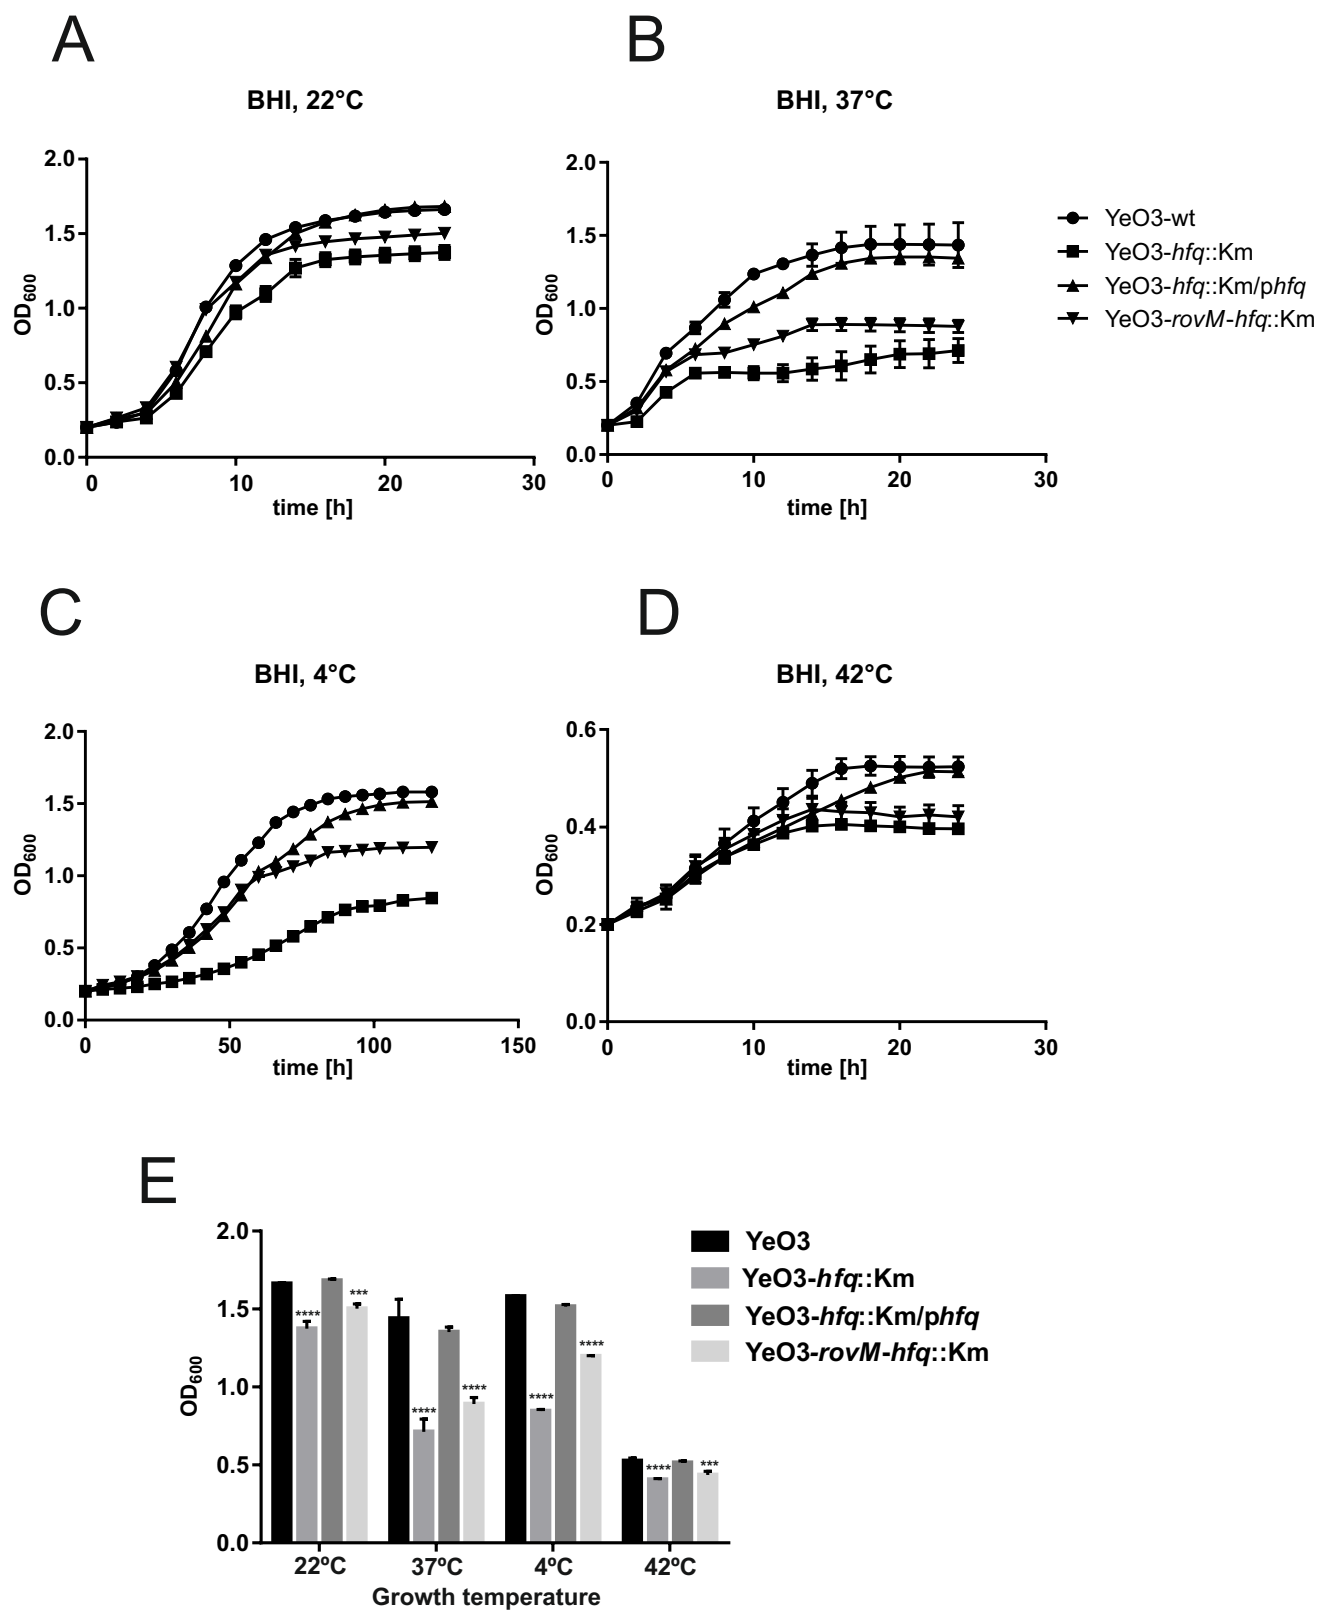 A
BHI, 22°C
OD600
2.0
1.5
1.0
0.5
0.0
0 10 20 30
time [h]
B
BHI, 37°C
OD600
2.0
1.5
1.0
0.5
0.0
0 10 20 30
time [h]
YeO3-wt
YeO3-hfq::Km
YeO3-hfq::Km/phfq
YeO3-rovM-hfq::Km
C
BHI, 4°C
OD600
2.0
1.5
1.0
0.5
0.0
0 50 100 150
time [h]
D
BHI, 42°C
OD600
0.6
0.4
0.2
0.0
0 10 20 30
time [h]
E
OD600
2.0
1.5
1.0
0.5
0.0
**** ***
**** ****
**** ****
**** ***
22ºC 37ºC 4ºC 42ºC
Growth temperature
YeO3
YeO3-hfq::Km
YeO3-hfq::Km/phfq
YeO3-rovM-hfq::Km